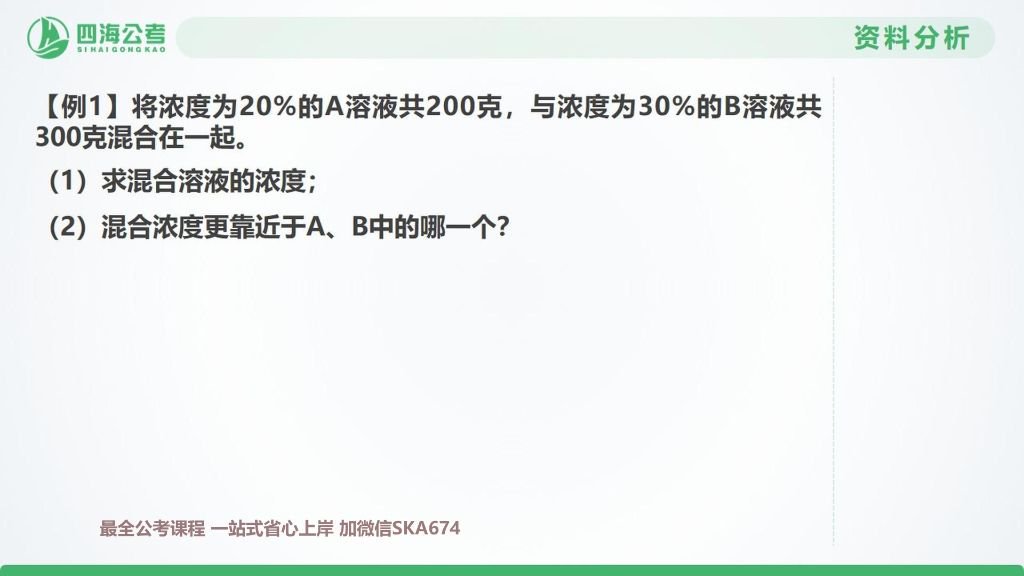 四海公考
SIHAIGONGKAO
资料分析
【例1】将浓度为20%的A溶液共200克，与浓度为30%的B溶液共
300克混合在一起。
（1）求混合溶液的浓度；
（2）混合浓度更靠近于A、B中的哪一个？
最全公考课程 一站式省心上岸 加微信SKA674